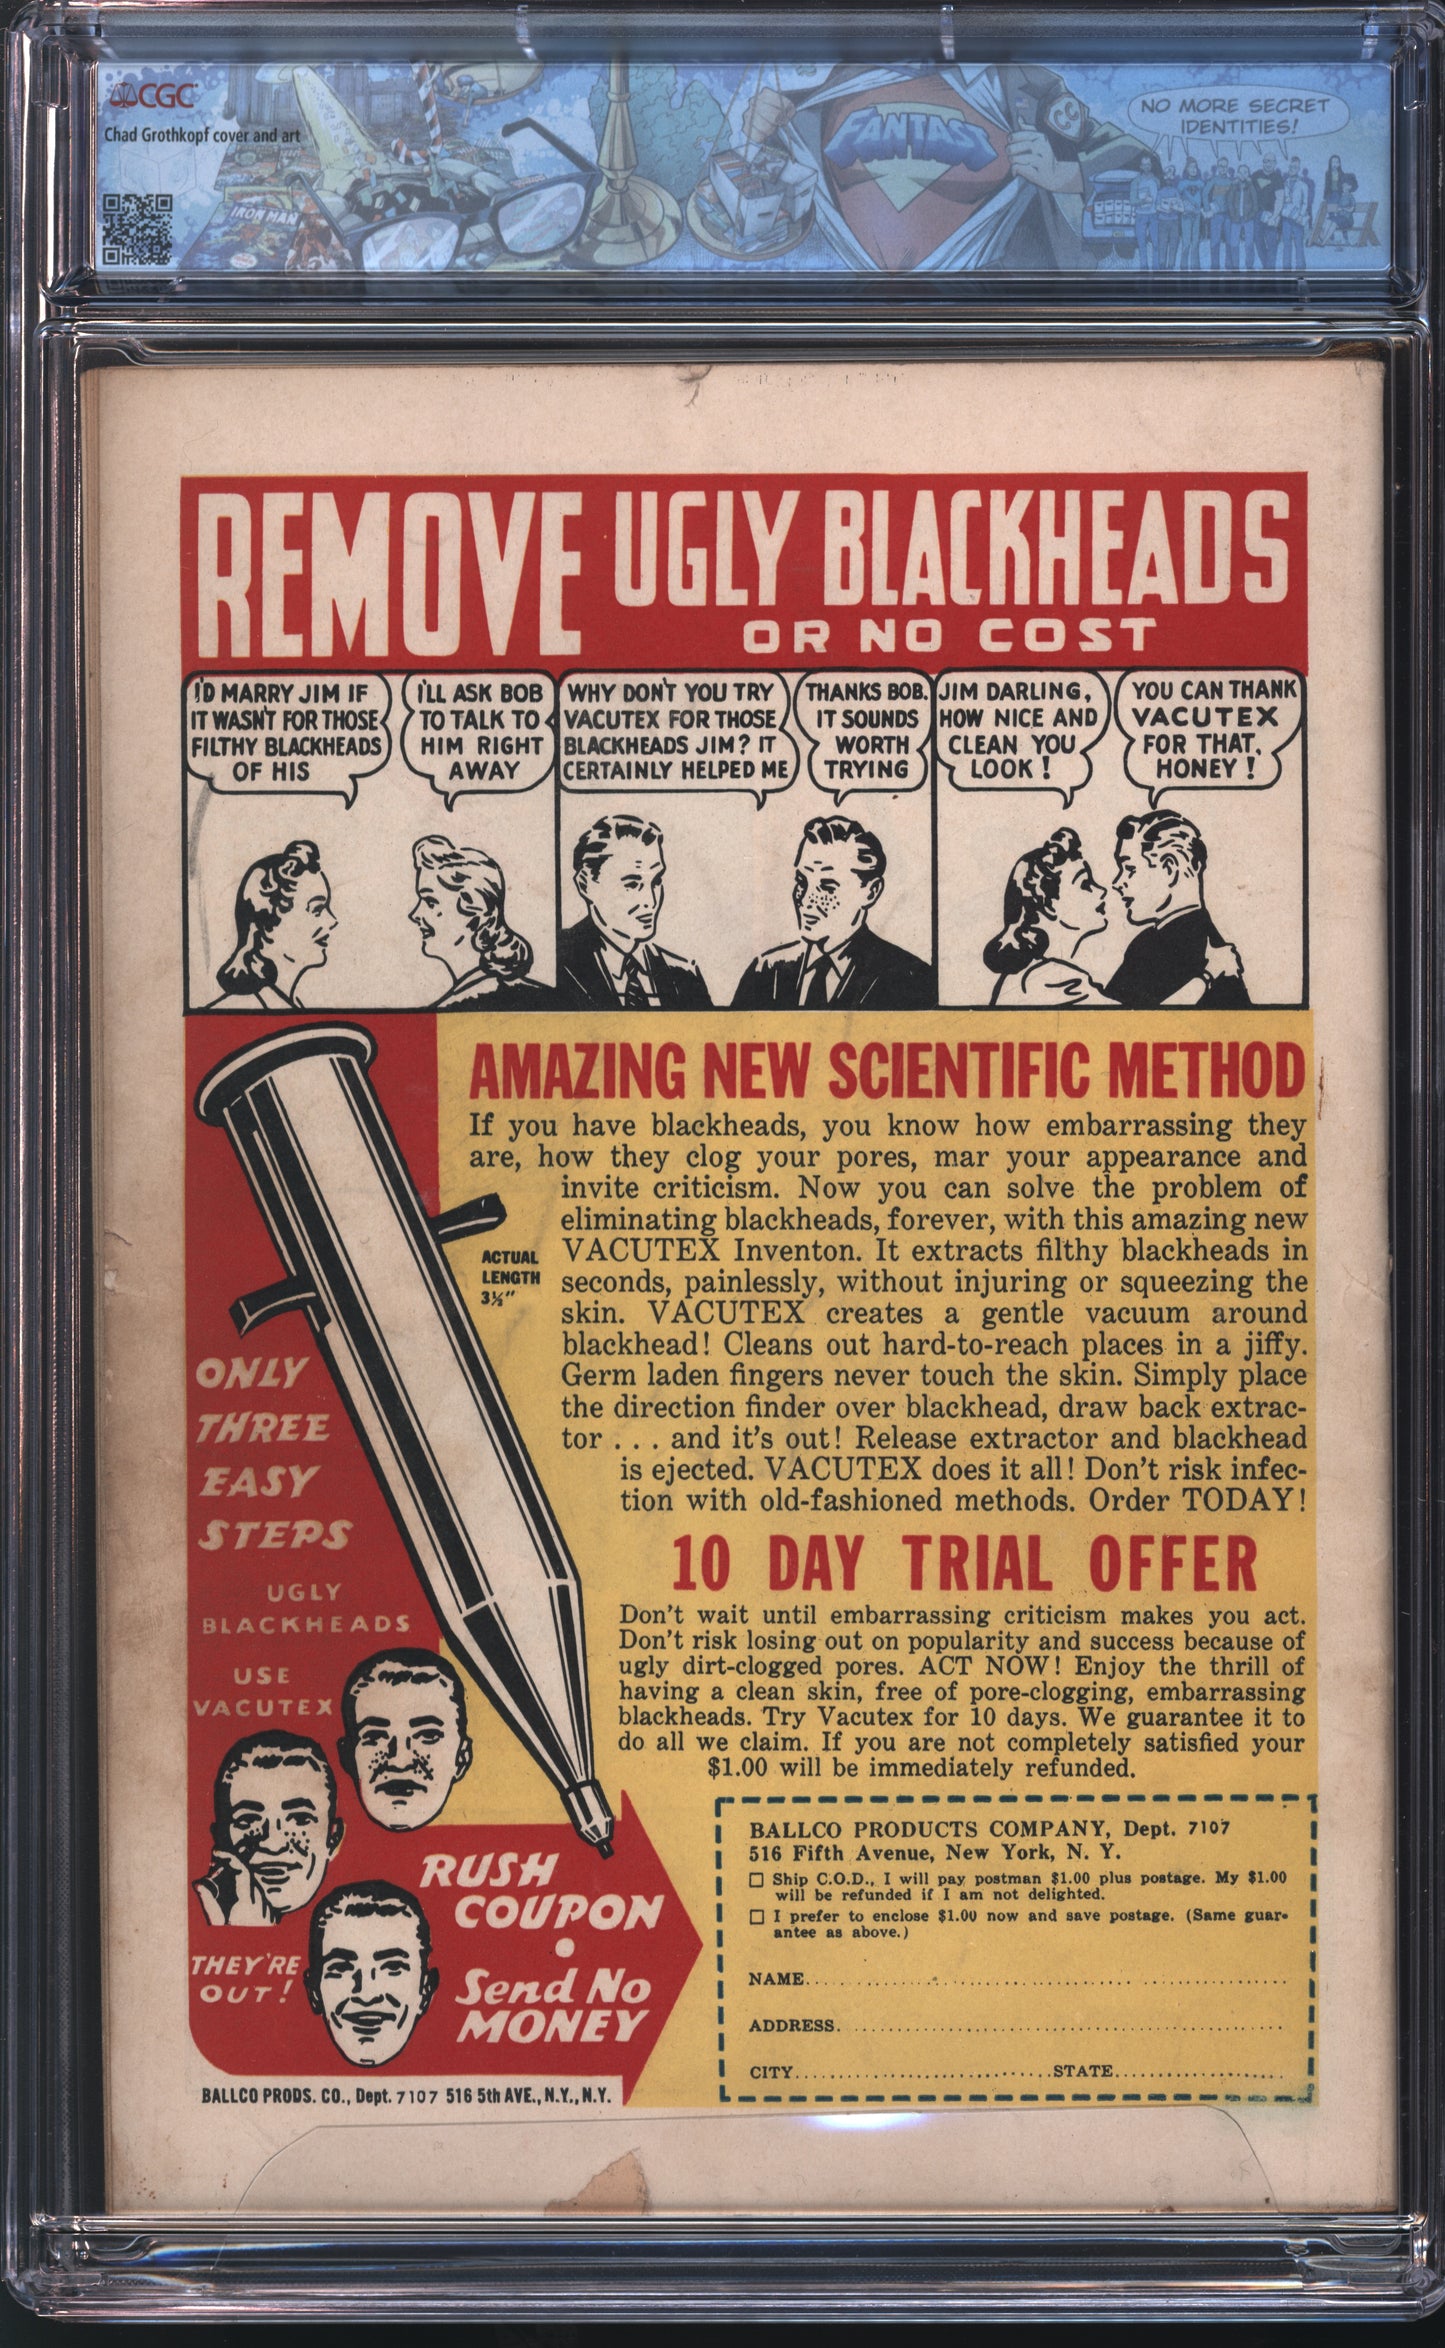 CGC
Chad Grothkopf cover and art
IRON MAN
FANTAST
NO MORE SECRET
IDENTITIES!
REMOVE UGLY BLACKHEADS
OR NO COST
I'D MARRY JIM IF
IT WASN'T FOR THOSE
FILTHY BLACKHEADS
OF HIS
I'LL ASK BOB
TO TALK TO
HIM RIGHT
AWAY
WHY DON'T YOU TRY
VACUTEX FOR THOSE
BLACKHEADS JIM? IT
CERTAINLY HELPED ME
THANKS BOB.
IT SOUNDS
WORTH
TRYING
JIM DARLING,
HOW NICE AND
CLEAN YOU
LOOK!
YOU CAN THANK
VACUTEX
FOR THAT,
HONEY!
AMAZING NEW SCIENTIFIC METHOD
If you have blackheads, you know how embarrassing they
are, how they clog your pores, mar your appearance and
invite criticism. Now you can solve the problem of
eliminating blackheads, forever, with this amazing new
VACUTEX Inventon. It extracts filthy blackheads in
seconds, painlessly, without injuring or squeezing the
skin. VACUTEX creates a gentle vacuum around
blackhead! Cleans out hard-to-reach places in a jiffy.
Germ laden fingers never touch the skin. Simply place
the direction finder over blackhead, draw back extrac-
tor . . . and it's out! Release extractor and blackhead
is ejected. VACUTEX does it all! Don't risk infec-
tion with old-fashioned methods. Order TODAY!
ACTUAL
LENGTH
3½"
ONLY
THREE
EASY
STEPS
UGLY
BLACKHEADS
USE
VACUTEX
THEY'RE
OUT!
10 DAY TRIAL OFFER
Don't wait until embarrassing criticism makes you act.
Don't risk losing out on popularity and success because of
ugly dirt-clogged pores. ACT NOW! Enjoy the thrill of
having a clean skin, free of pore-clogging, embarrassing
blackheads. Try Vacutex for 10 days. We guarantee it to
do all we claim. If you are not completely satisfied your
$1.00 will be immediately refunded.
RUSH
COUPON
•
Send No
MONEY
BALLCO PRODUCTS COMPANY, Dept. 7107
516 Fifth Avenue, New York, N. Y.
☐ Ship C.O.D., I will pay postman $1.00 plus postage. My $1.00
will be refunded if I am not delighted.
☐ I prefer to enclose $1.00 now and save postage. (Same guar-
antee as above.)
NAME
ADDRESS
CITY STATE
BALLCO PRODS. CO., Dept. 7107 516 5th AVE., N.Y., N.Y.